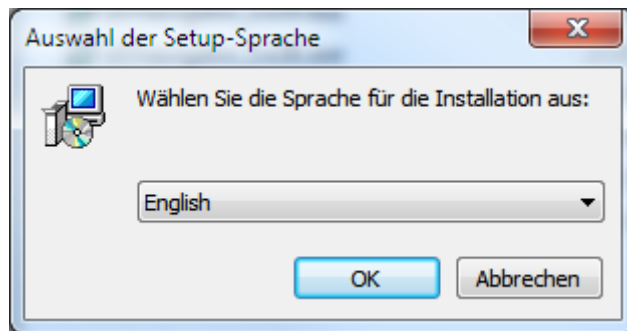 Auswahl der Setup-Sprache
Wählen Sie die Sprache für die Installation aus:
English
OK
Abbrechen